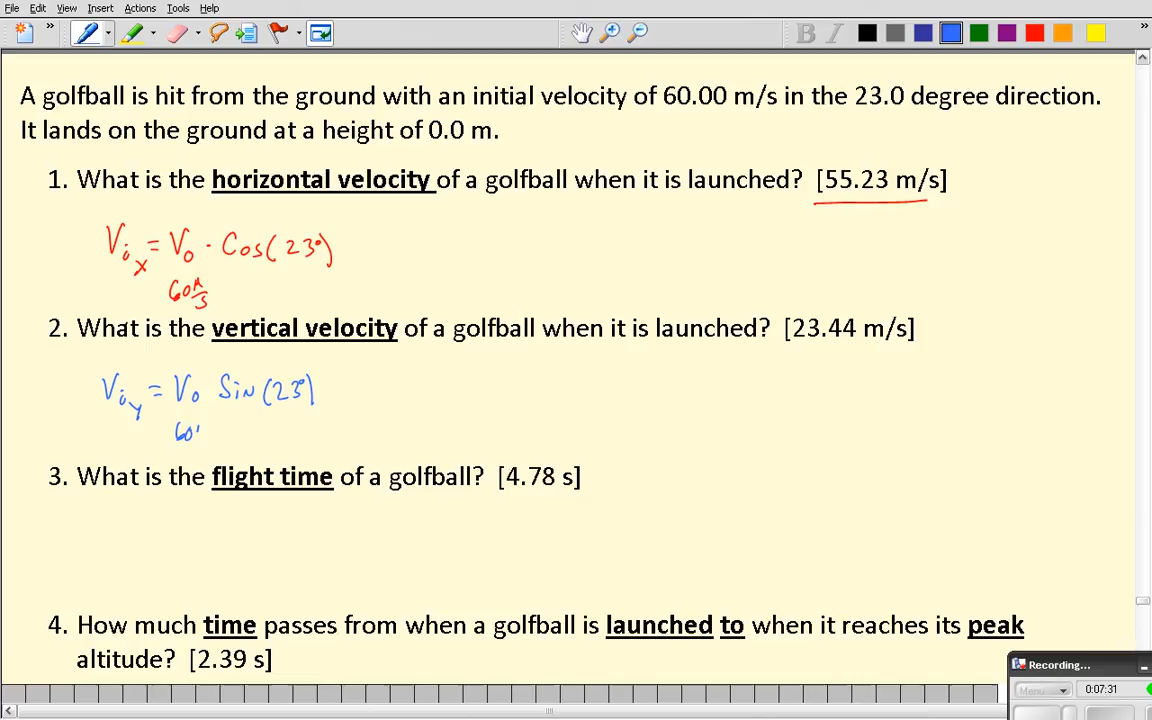 File Edit View Insert Actions Tools Help
» B I »
A golfball is hit from the ground with an initial velocity of 60.00 m/s in the 23.0 degree direction.
It lands on the ground at a height of 0.0 m.
1. What is the horizontal velocity of a golfball when it is launched? [55.23 m/s]
Vix = V0 · Cos(23°)
60 m/s
2. What is the vertical velocity of a golfball when it is launched? [23.44 m/s]
Viy = V0 Sin(23°)
60
3. What is the flight time of a golfball? [4.78 s]
4. How much time passes from when a golfball is launched to when it reaches its peak
altitude? [2.39 s]
Recording...
Menu 0:07:31